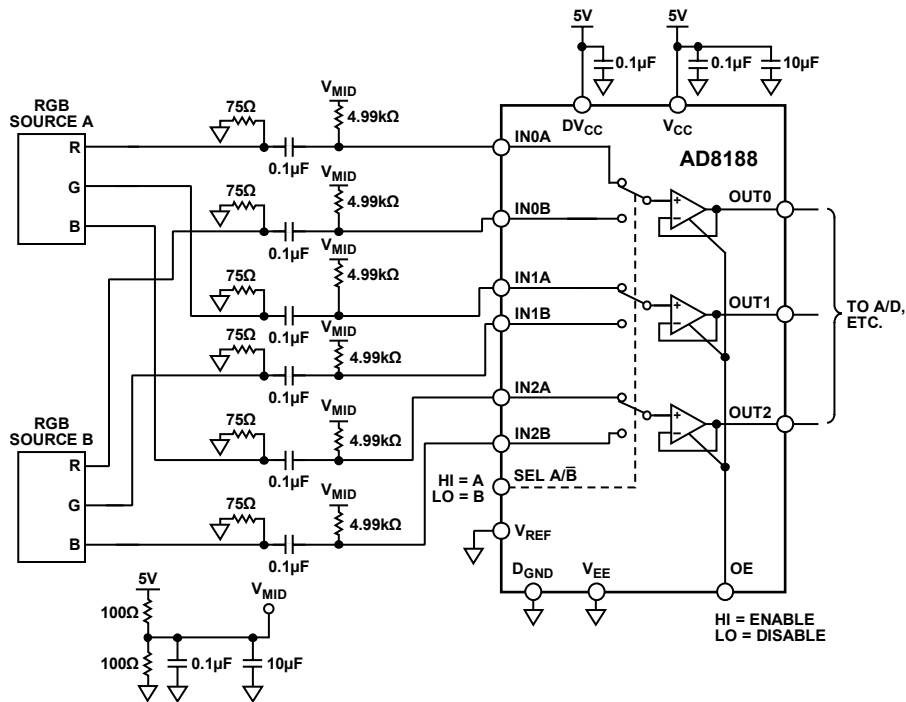 5V
5V
0.1µF
0.1µF
10µF
RGB
SOURCE A
R
G
B
75Ω
0.1µF
VMID
4.99kΩ
75Ω
0.1µF
VMID
4.99kΩ
75Ω
0.1µF
VMID
4.99kΩ
75Ω
0.1µF
VMID
4.99kΩ
75Ω
0.1µF
VMID
4.99kΩ
75Ω
0.1µF
VMID
4.99kΩ
RGB
SOURCE B
R
G
B
DVCC
VCC
AD8188
IN0A
IN0B
IN1A
IN1B
IN2A
IN2B
SEL A/B̅
HI = A
LO = B
VREF
DGND
VEE
OE
+
–
OUT0
+
–
OUT1
+
–
OUT2
TO A/D,
ETC.
HI = ENABLE
LO = DISABLE
5V
100Ω
100Ω
0.1µF
10µF
VMID